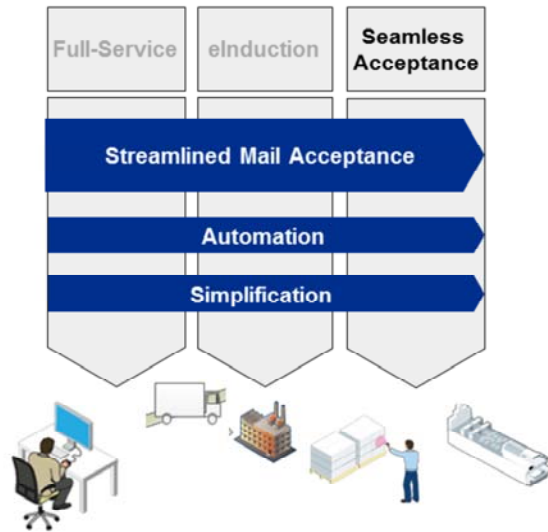 Full-Service
eInduction
Seamless
Acceptance
Streamlined Mail Acceptance
Automation
Simplification